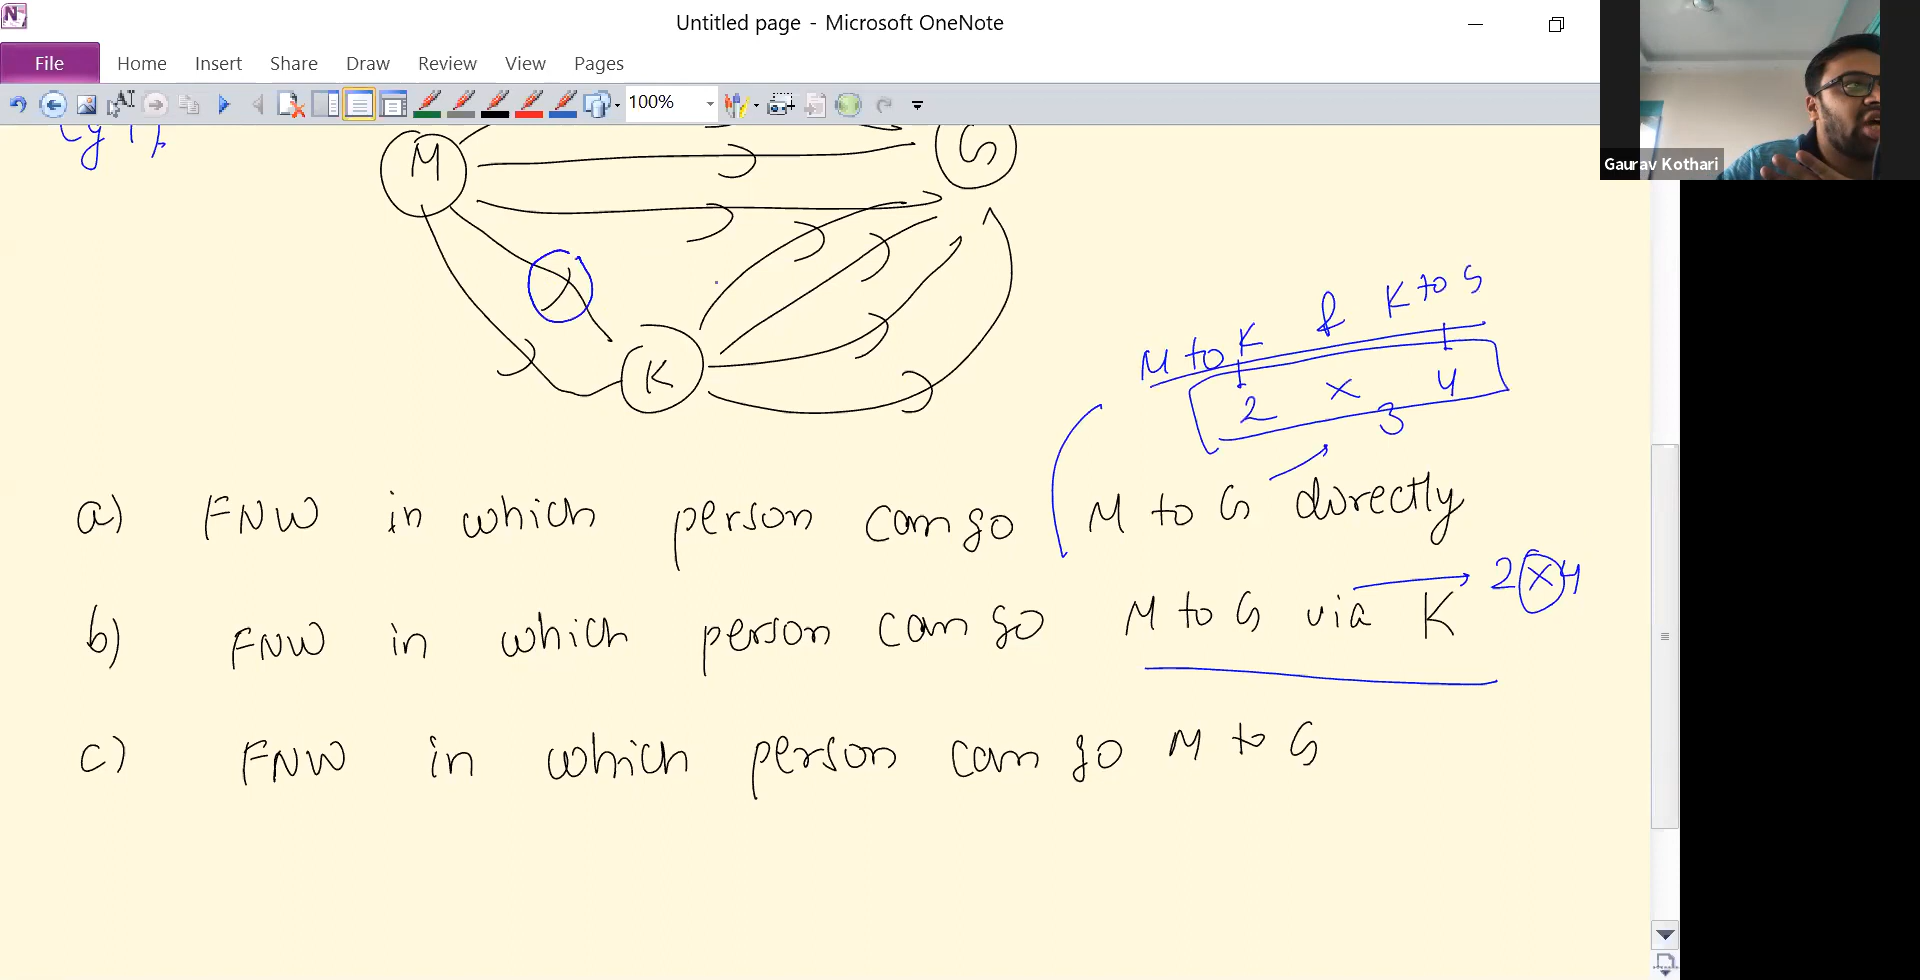 Untitled page - Microsoft OneNote
File Home Insert Share Draw Review View Pages
100%
Gaurav Kothari
M
G
K
M to K & K to G
2 x 4
3
a) FNW in which person can go M to G directly
b) FNW in which person can go M to G via K
2 x 4
c) FNW in which person can go M to G